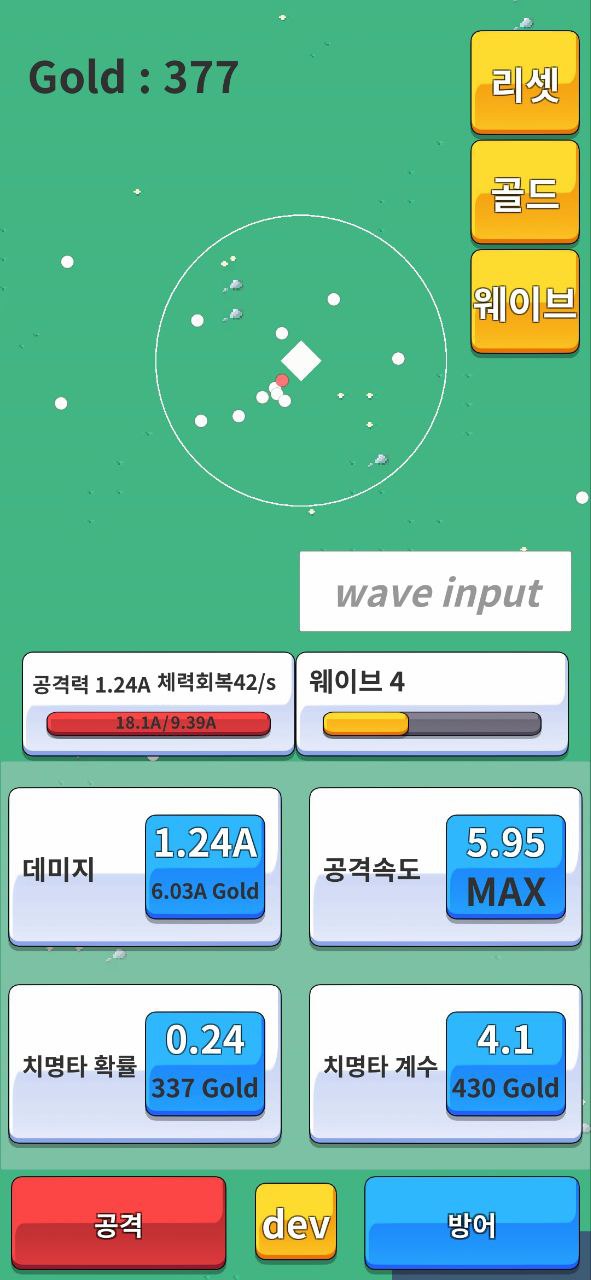 Gold : 377
리셋
골드
웨이브
wave input
공격력 1.24A 체력회복42/s
18.1A/9.39A
웨이브 4
데미지
1.24A
6.03A Gold
공격속도
5.95
MAX
치명타 확률
0.24
337 Gold
치명타 계수
4.1
430 Gold
공격
dev
방어